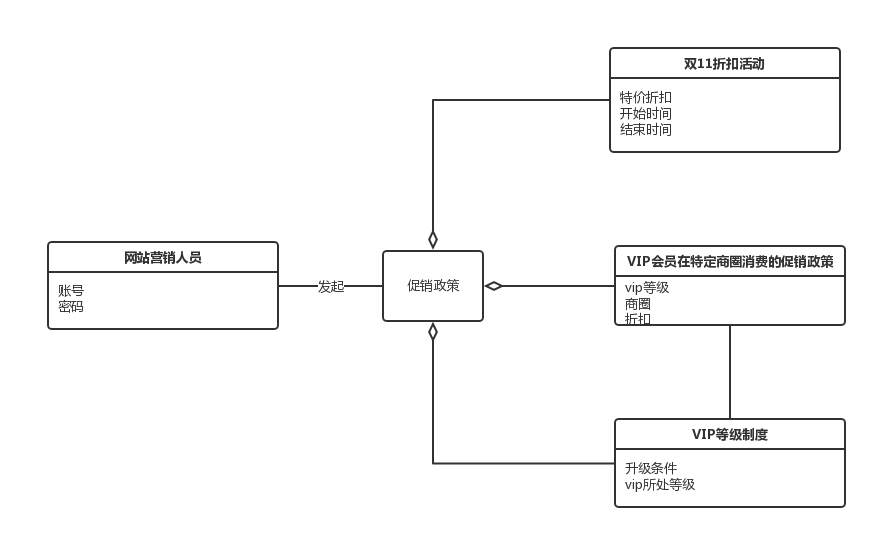 双11折扣活动
特价折扣
开始时间
结束时间
网站营销人员
账号
密码
发起
促销政策
VIP会员在特定商圈消费的促销政策
vip等级
商圈
折扣
VIP等级制度
升级条件
vip所处等级